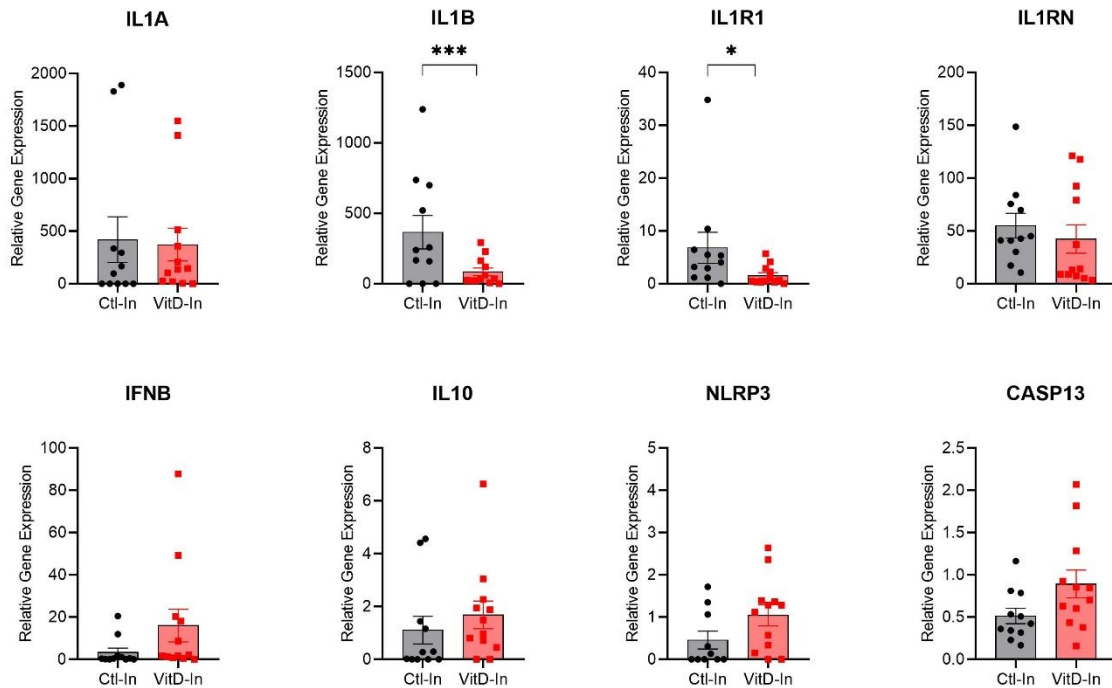 IL1A
IL1B
IL1R1
IL1RN
***
*
Relative Gene Expression
2000
1500
1000
500
0
Ctl-In
VitD-In
Relative Gene Expression
1500
1000
500
0
Ctl-In
VitD-In
Relative Gene Expression
40
30
20
10
0
Ctl-In
VitD-In
Relative Gene Expression
200
150
100
50
0
Ctl-In
VitD-In
IFNB
IL10
NLRP3
CASP13
Relative Gene Expression
100
80
60
40
20
0
Ctl-In
VitD-In
Relative Gene Expression
8
6
4
2
0
Ctl-In
VitD-In
Relative Gene Expression
5
4
3
2
1
0
Ctl-In
VitD-In
Relative Gene Expression
2.5
2.0
1.5
1.0
0.5
0.0
Ctl-In
VitD-In